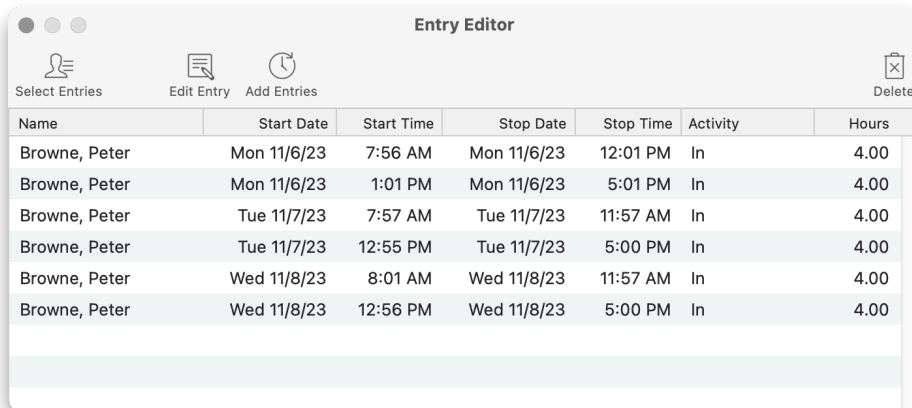 Entry Editor
Select Entries Edit Entry Add Entries Delete
Name Start Date Start Time Stop Date Stop Time Activity Hours
Browne, Peter Mon 11/6/23 7:56 AM Mon 11/6/23 12:01 PM In 4.00
Browne, Peter Mon 11/6/23 1:01 PM Mon 11/6/23 5:01 PM In 4.00
Browne, Peter Tue 11/7/23 7:57 AM Tue 11/7/23 11:57 AM In 4.00
Browne, Peter Tue 11/7/23 12:55 PM Tue 11/7/23 5:00 PM In 4.00
Browne, Peter Wed 11/8/23 8:01 AM Wed 11/8/23 11:57 AM In 4.00
Browne, Peter Wed 11/8/23 12:56 PM Wed 11/8/23 5:00 PM In 4.00